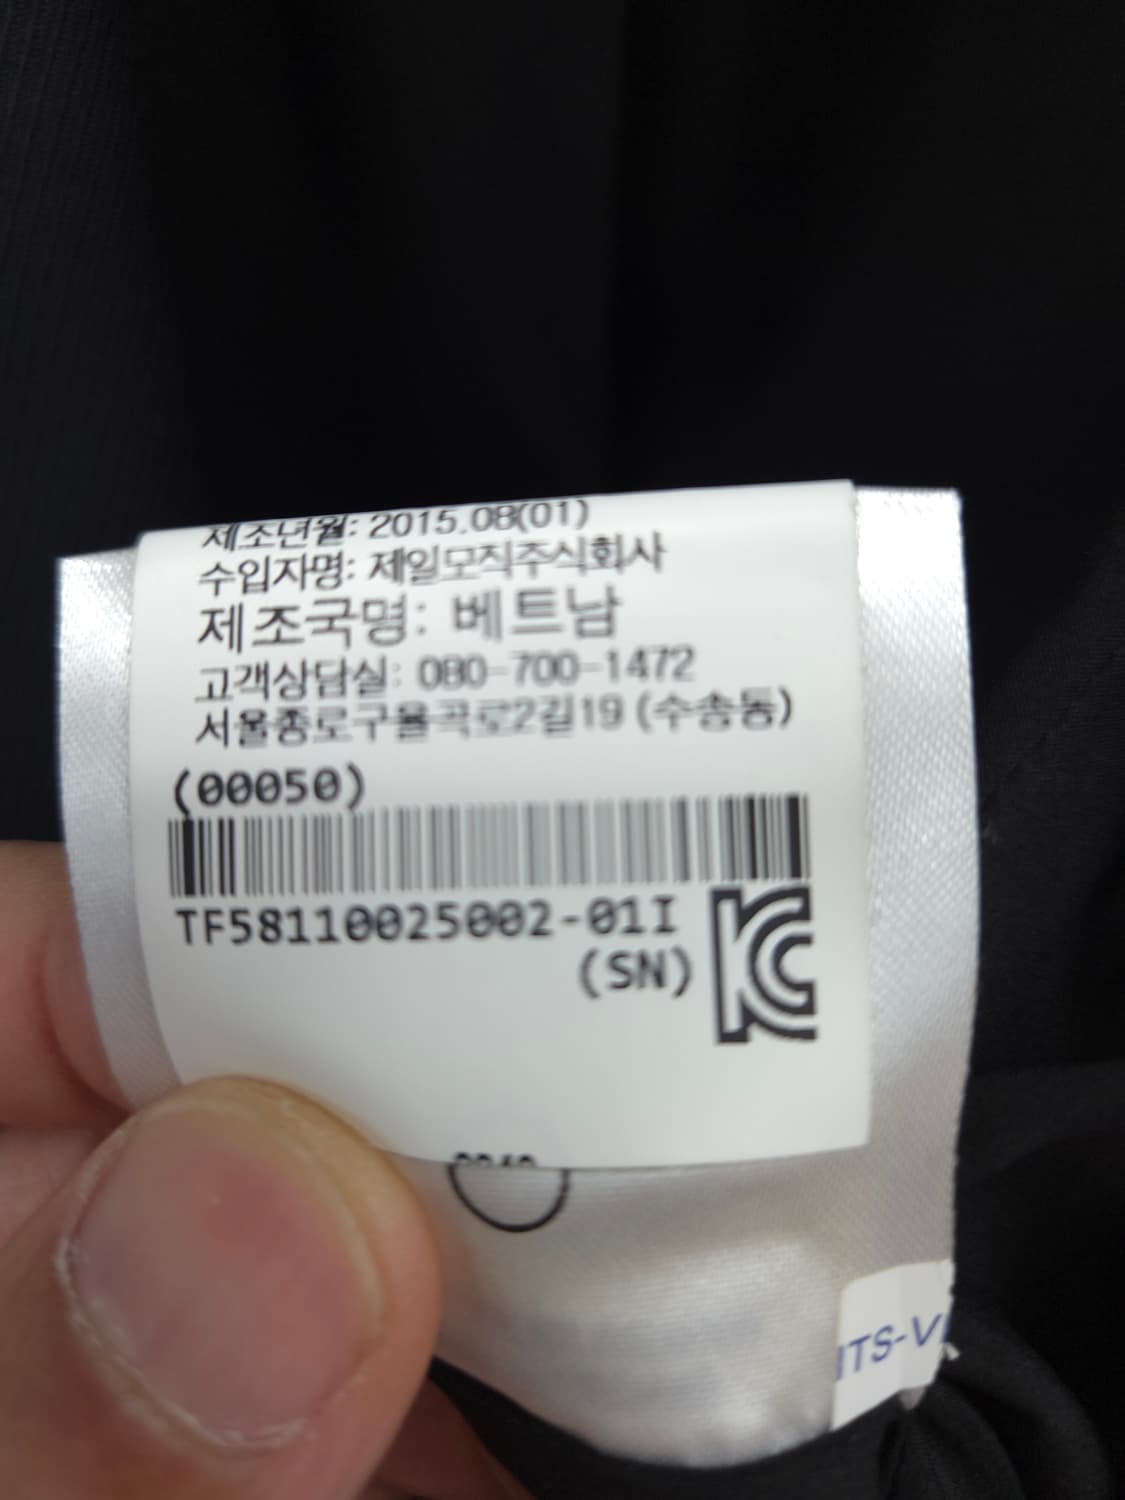 제조년월: 2015.08(01)
수입자명: 제일모직주식회사
제조국명: 베트남
고객상담실: 080-700-1472
서울종로구율곡로2길19 (수송동)
(00050)
TF58110025002-01I
(SN)
ITS-V